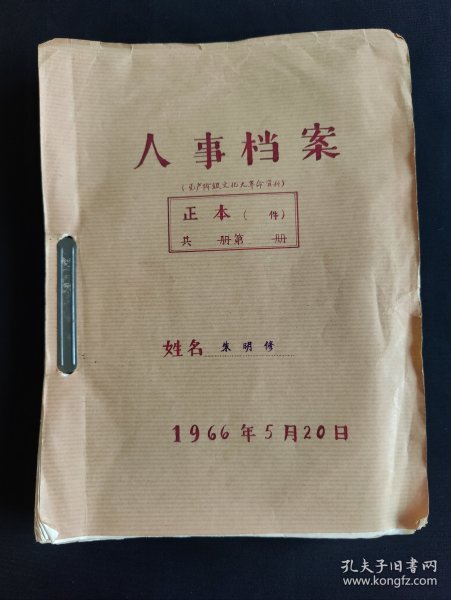 人事档案
(无产阶级文化大革命资料)
正本( 件)
共 册第 册
姓名 朱明修
1966年5月20日
孔夫子旧书网
www.kongfz.com